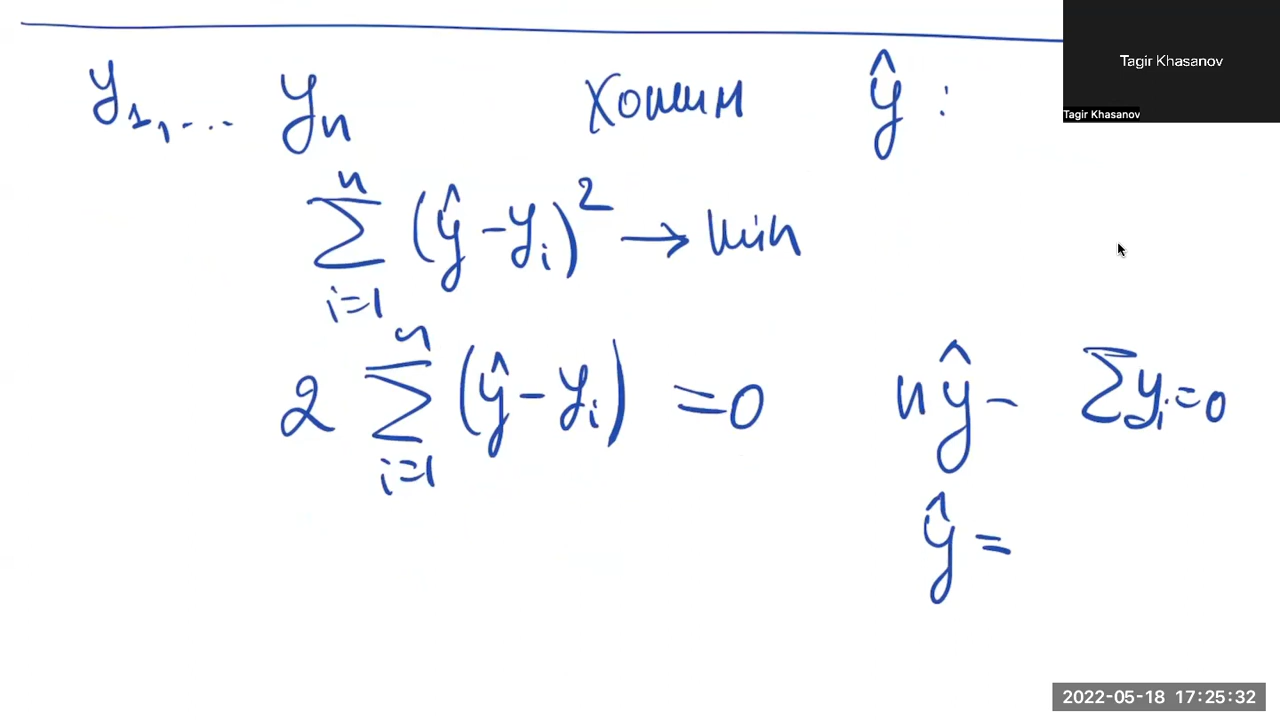 Tagir Khasanov
Tagir Khasanov
y₁, ... yₙ хотим ŷ :
∑ᵢ₌₁ⁿ (ŷ - yᵢ)² → min
2 ∑ᵢ₌₁ⁿ (ŷ - yᵢ) = 0 nŷ - ∑yᵢ = 0
ŷ =
2022-05-18 17:25:32